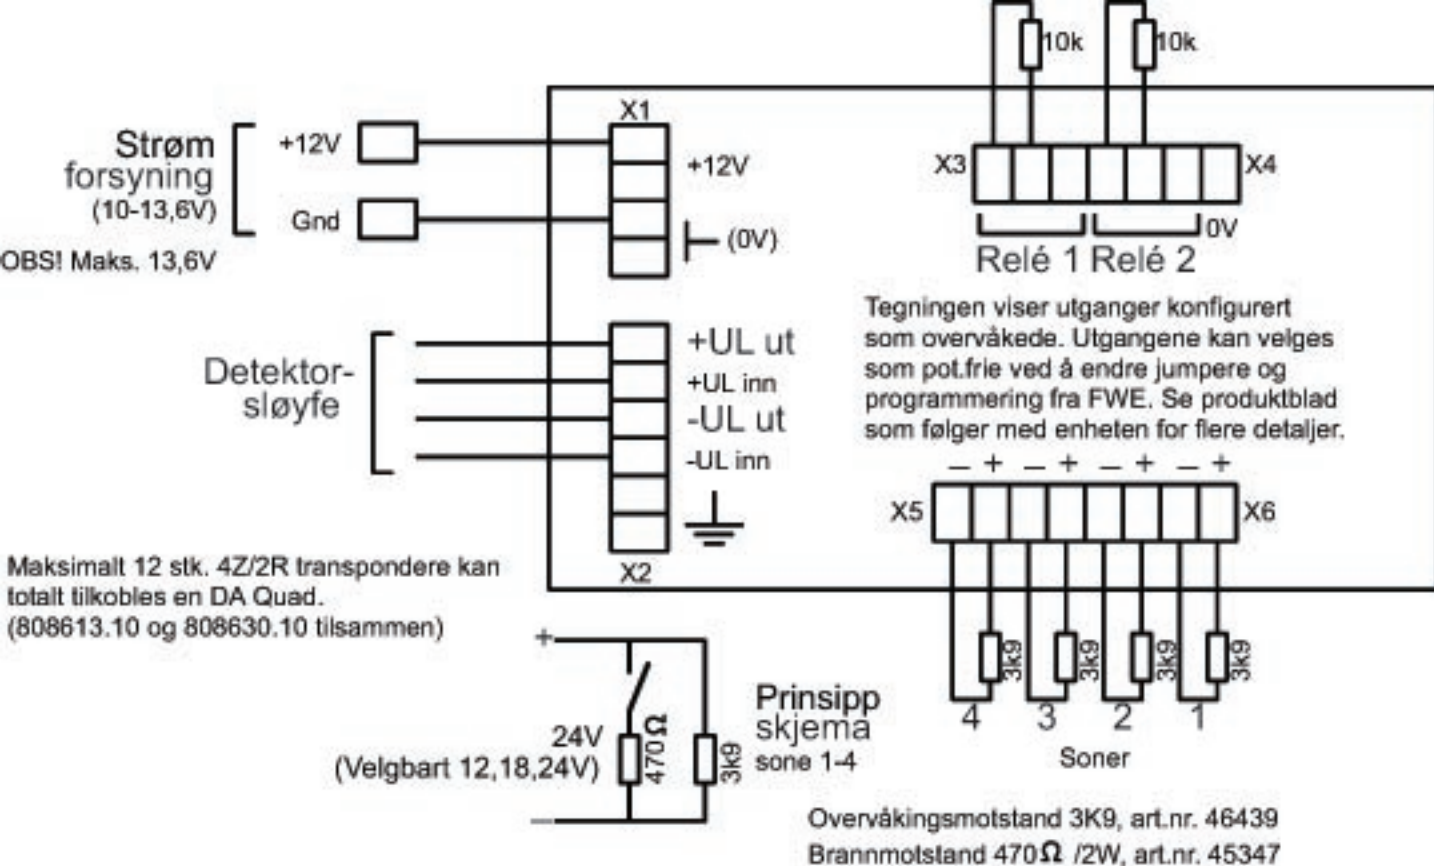 10k
10k
X1
Strøm
forsyning
(10-13,6V)
+12V
Gnd
OBS! Maks. 13,6V
+12V
(0V)
X3
X4
0V
Relé 1
Relé 2
Tegningen viser utganger konfigurert
som overvåkede. Utgangene kan velges
som pot.frie ved å endre jumpere og
programmering fra FWE. Se produktblad
som følger med enheten for flere detaljer.
Detektor-
sløyfe
+UL ut
+UL inn
-UL ut
-UL inn
X2
– + – + – + – +
X5
X6
3k9
3k9
3k9
3k9
4
3
2
1
Soner
Maksimalt 12 stk. 4Z/2R transpondere kan
totalt tilkobles en DA Quad.
(808613.10 og 808630.10 tilsammen)
+
24V
(Velgbart 12,18,24V)
470Ω
3k9
–
Prinsipp
skjema
sone 1-4
Overvåkingsmotstand 3K9, art.nr. 46439
Brannmotstand 470Ω /2W, art.nr. 45347